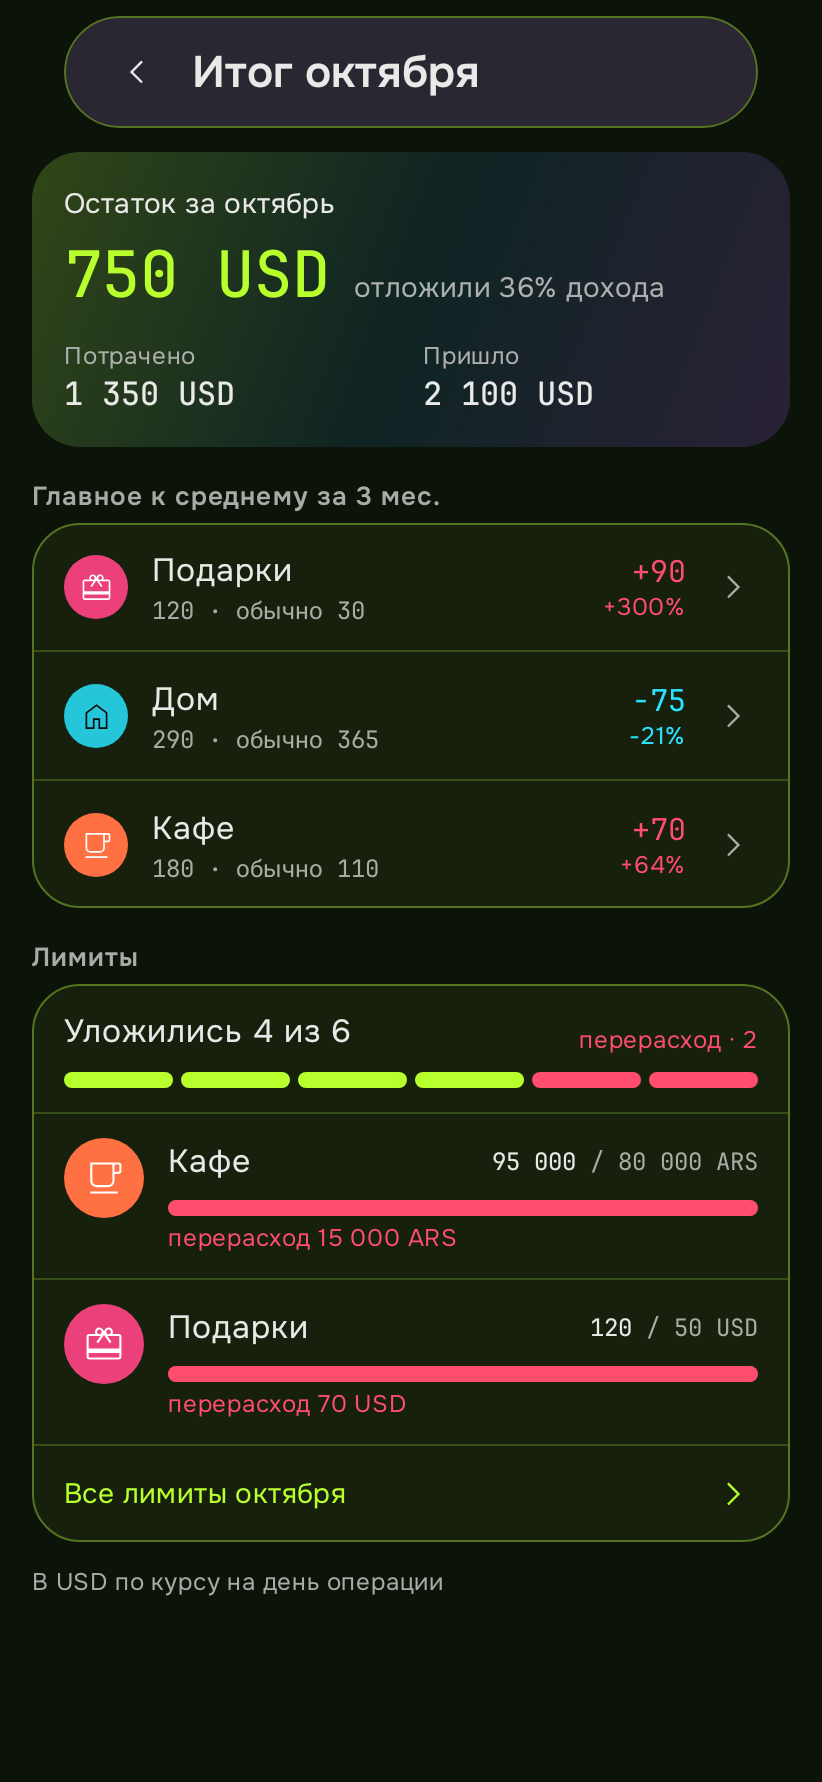 Итог октября
Остаток за октябрь
750 USD отложили 36% дохода
Потрачено Пришло
1 350 USD 2 100 USD
Главное к среднему за 3 мес.
Подарки +90
120 · обычно 30 +300%
Дом -75
290 · обычно 365 -21%
Кафе +70
180 · обычно 110 +64%
Лимиты
Уложились 4 из 6 перерасход · 2
Кафе 95 000 / 80 000 ARS
перерасход 15 000 ARS
Подарки 120 / 50 USD
перерасход 70 USD
Все лимиты октября
В USD по курсу на день операции